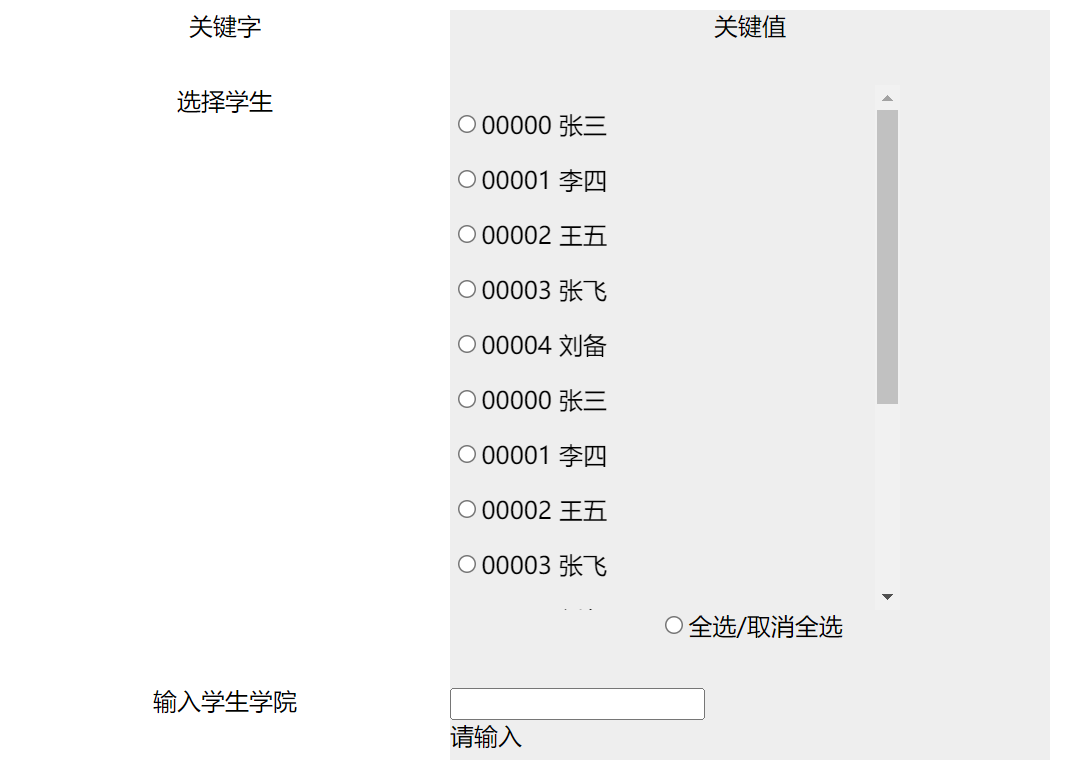 关键字 关键值
选择学生
00000 张三
00001 李四
00002 王五
00003 张飞
00004 刘备
00000 张三
00001 李四
00002 王五
00003 张飞
全选/取消全选
输入学生学院
请输入